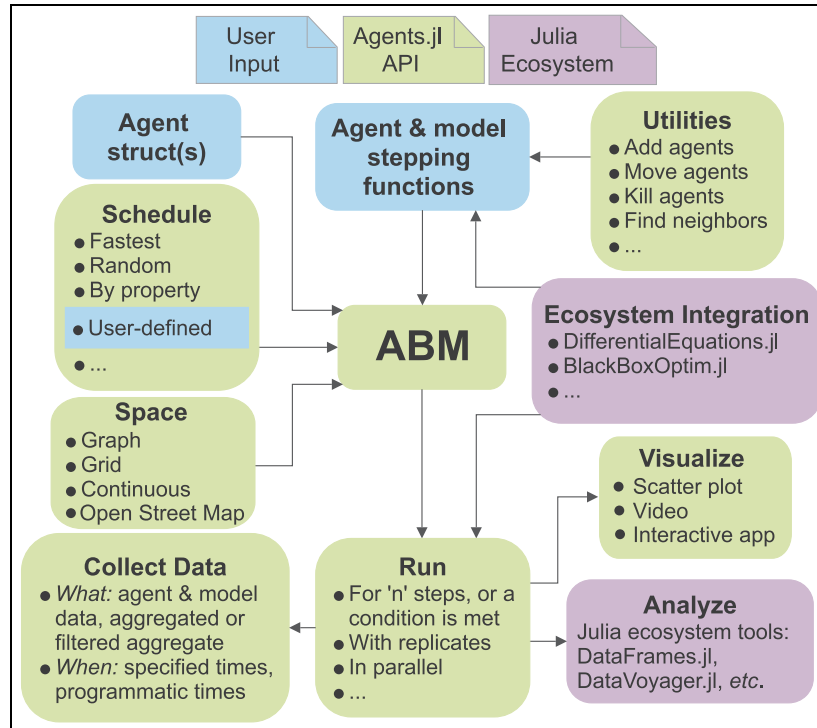 User
Input
Agents.jl
API
Julia
Ecosystem
Agent
struct(s)
Agent & model
stepping
functions
Utilities
● Add agents
● Move agents
● Kill agents
● Find neighbors
● ...
Schedule
● Fastest
● Random
● By property
● User-defined
● ...
ABM
Ecosystem Integration
● DifferentialEquations.jl
● BlackBoxOptim.jl
● ...
Space
● Graph
● Grid
● Continuous
● Open Street Map
Visualize
● Scatter plot
● Video
● Interactive app
Collect Data
● What: agent & model
data, aggregated or
filtered aggregate
● When: specified times,
programmatic times
Run
● For 'n' steps, or a
condition is met
● With replicates
● In parallel
● ...
Analyze
Julia ecosystem tools:
DataFrames.jl,
DataVoyager.jl, etc.